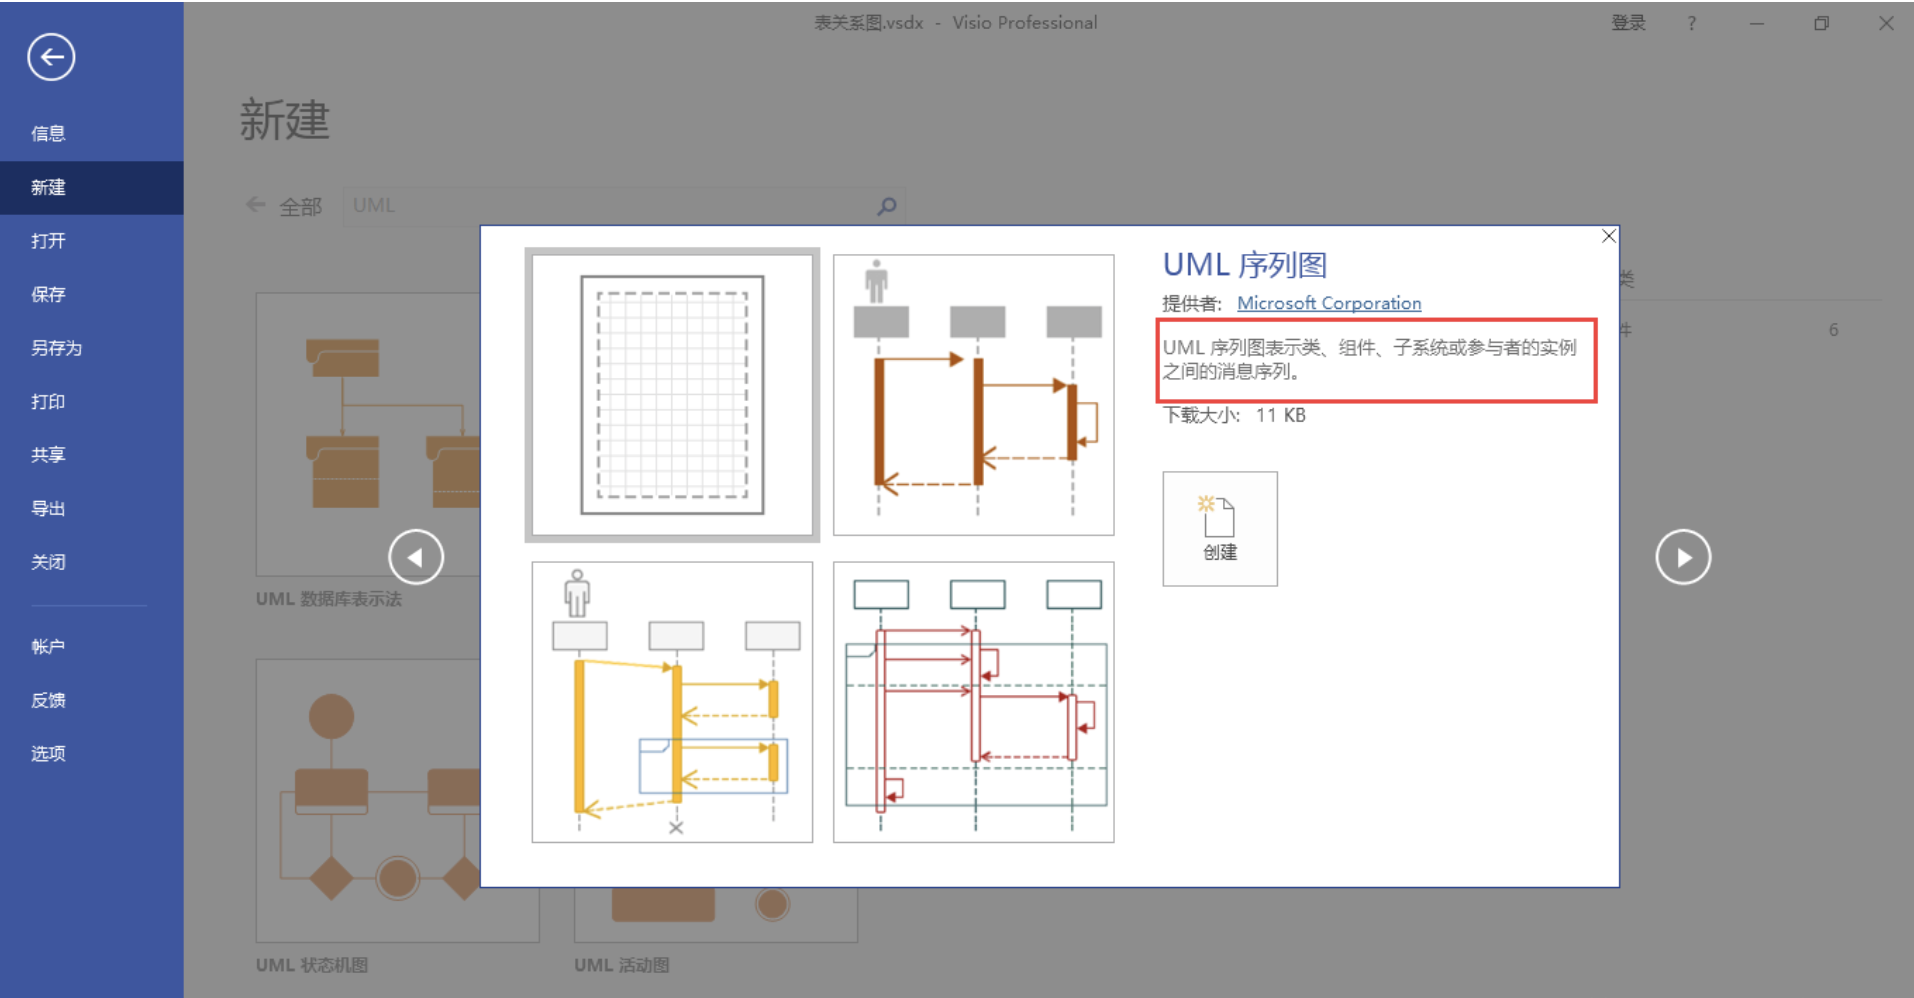 表关系图.vsdx - Visio Professional
登录
?
信息
新建
打开
保存
另存为
打印
共享
导出
关闭
帐户
反馈
选项
新建
全部
UML
UML 序列图
提供者: Microsoft Corporation
UML 序列图表示类、组件、子系统或参与者的实例
之间的消息序列。
下载大小: 11 KB
创建
类
件
6
UML 数据库表示法
UML 状态机图
UML 活动图